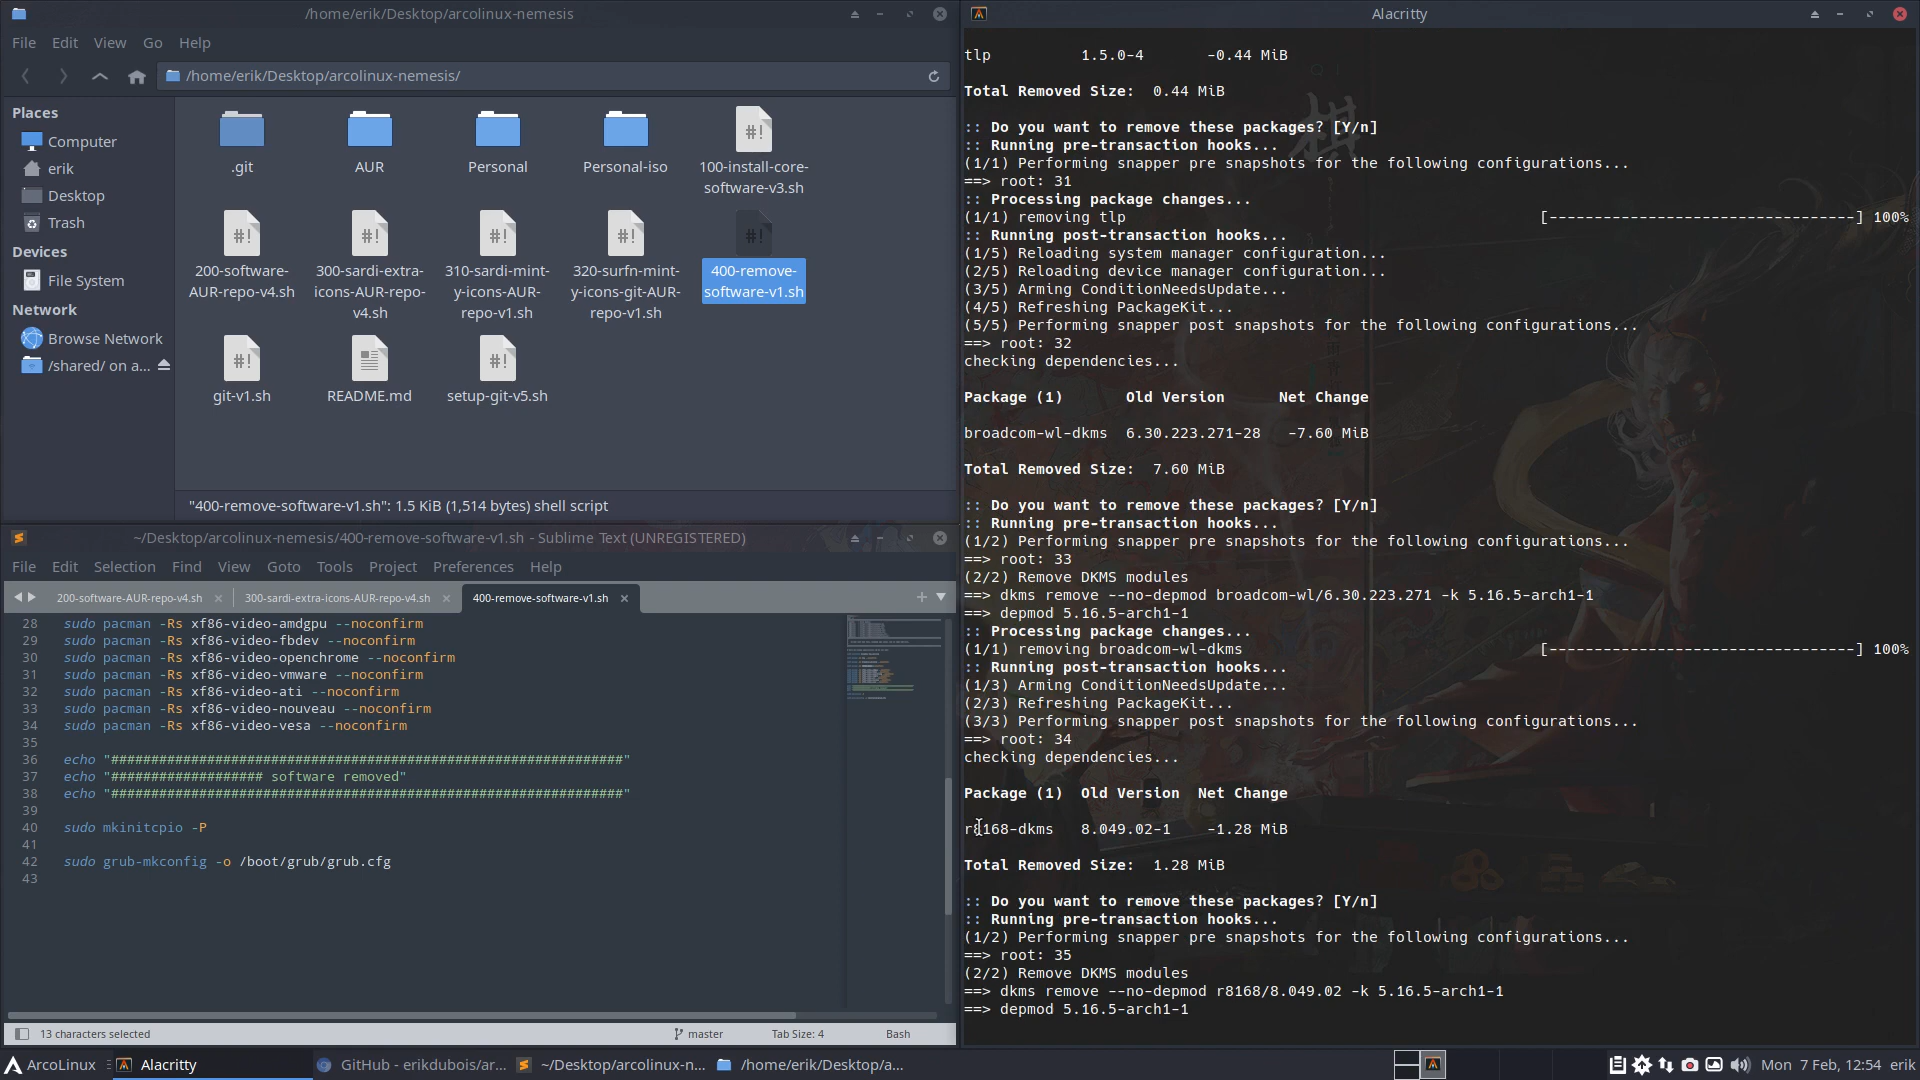 /home/erik/Desktop/arcolinux-nemesis
File Edit View Go Help
/home/erik/Desktop/arcolinux-nemesis/
Places
Computer
erik
Desktop
Trash
Devices
File System
Network
Browse Network
/shared/ on a...
.git AUR Personal Personal-iso 100-install-core-
software-v3.sh
200-software- 300-sardi-extra- 310-sardi-mint- 320-surfn-mint- 400-remove-
AUR-repo-v4.sh icons-AUR-repo- y-icons-AUR- y-icons-git-AUR- software-v1.sh
v4.sh repo-v1.sh repo-v1.sh
git-v1.sh README.md setup-git-v5.sh
"400-remove-software-v1.sh": 1.5 KiB (1,514 bytes) shell script
~/Desktop/arcolinux-nemesis/400-remove-software-v1.sh - Sublime Text (UNREGISTERED)
File Edit Selection Find View Goto Tools Project Preferences Help
200-software-AUR-repo-v4.sh 300-sardi-extra-icons-AUR-repo-v4.sh 400-remove-software-v1.sh
28 sudo pacman -Rs xf86-video-amdgpu --noconfirm
29 sudo pacman -Rs xf86-video-fbdev --noconfirm
30 sudo pacman -Rs xf86-video-openchrome --noconfirm
31 sudo pacman -Rs xf86-video-vmware --noconfirm
32 sudo pacman -Rs xf86-video-ati --noconfirm
33 sudo pacman -Rs xf86-video-nouveau --noconfirm
34 sudo pacman -Rs xf86-video-vesa --noconfirm
35
36 echo "################################################################"
37 echo "################### software removed"
38 echo "################################################################"
39
40 sudo mkinitcpio -P
41
42 sudo grub-mkconfig -o /boot/grub/grub.cfg
43
13 characters selected master Tab Size: 4 Bash
Alacritty
tlp 1.5.0-4 -0.44 MiB
Total Removed Size: 0.44 MiB
:: Do you want to remove these packages? [Y/n]
:: Running pre-transaction hooks...
(1/1) Performing snapper pre snapshots for the following configurations...
==> root: 31
:: Processing package changes...
(1/1) removing tlp [----------------------------------] 100%
:: Running post-transaction hooks...
(1/5) Reloading system manager configuration...
(2/5) Reloading device manager configuration...
(3/5) Arming ConditionNeedsUpdate...
(4/5) Refreshing PackageKit...
(5/5) Performing snapper post snapshots for the following configurations...
==> root: 32
checking dependencies...
Package (1) Old Version Net Change
broadcom-wl-dkms 6.30.223.271-28 -7.60 MiB
Total Removed Size: 7.60 MiB
:: Do you want to remove these packages? [Y/n]
:: Running pre-transaction hooks...
(1/2) Performing snapper pre snapshots for the following configurations...
==> root: 33
(2/2) Remove DKMS modules
==> dkms remove --no-depmod broadcom-wl/6.30.223.271 -k 5.16.5-arch1-1
==> depmod 5.16.5-arch1-1
:: Processing package changes...
(1/1) removing broadcom-wl-dkms [----------------------------------] 100%
:: Running post-transaction hooks...
(1/3) Arming ConditionNeedsUpdate...
(2/3) Refreshing PackageKit...
(3/3) Performing snapper post snapshots for the following configurations...
==> root: 34
checking dependencies...
Package (1) Old Version Net Change
r8168-dkms 8.049.02-1 -1.28 MiB
Total Removed Size: 1.28 MiB
:: Do you want to remove these packages? [Y/n]
:: Running pre-transaction hooks...
(1/2) Performing snapper pre snapshots for the following configurations...
==> root: 35
(2/2) Remove DKMS modules
==> dkms remove --no-depmod r8168/8.049.02 -k 5.16.5-arch1-1
==> depmod 5.16.5-arch1-1
ArcoLinux Alacritty GitHub - erikdubois/ar... ~/Desktop/arcolinux-n... /home/erik/Desktop/a... Mon 7 Feb, 12:54 erik